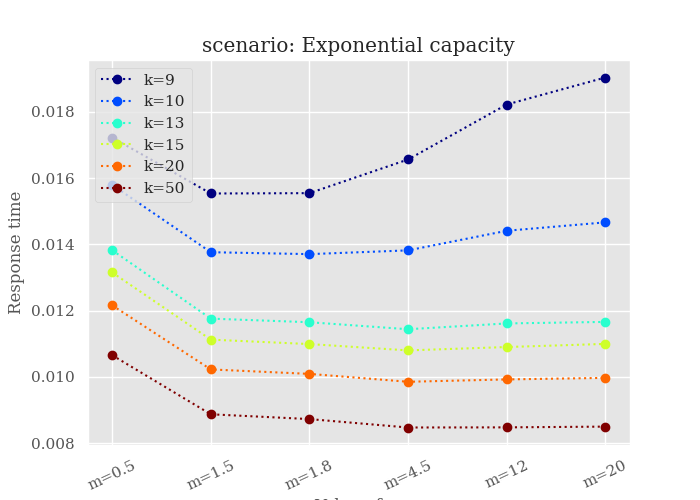 scenario: Exponential capacity
k=9
k=10
k=13
k=15
k=20
k=50
0.018
0.016
0.014
0.012
0.010
0.008
Response time
m=0.5
m=1.5
m=1.8
m=4.5
m=12
m=20